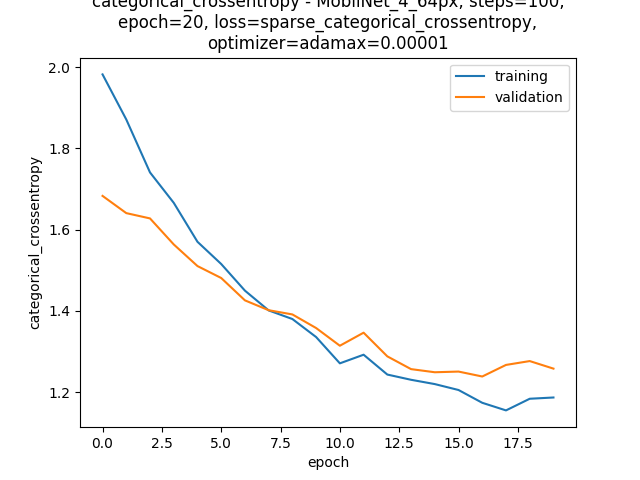 categorical_crossentropy - MobilNet_4_64px, steps=100,
epoch=20, loss=sparse_categorical_crossentropy,
optimizer=adamax=0.00001
2.0
1.8
1.6
1.4
1.2
categorical_crossentropy
training
validation
0.0 2.5 5.0 7.5 10.0 12.5 15.0 17.5
epoch